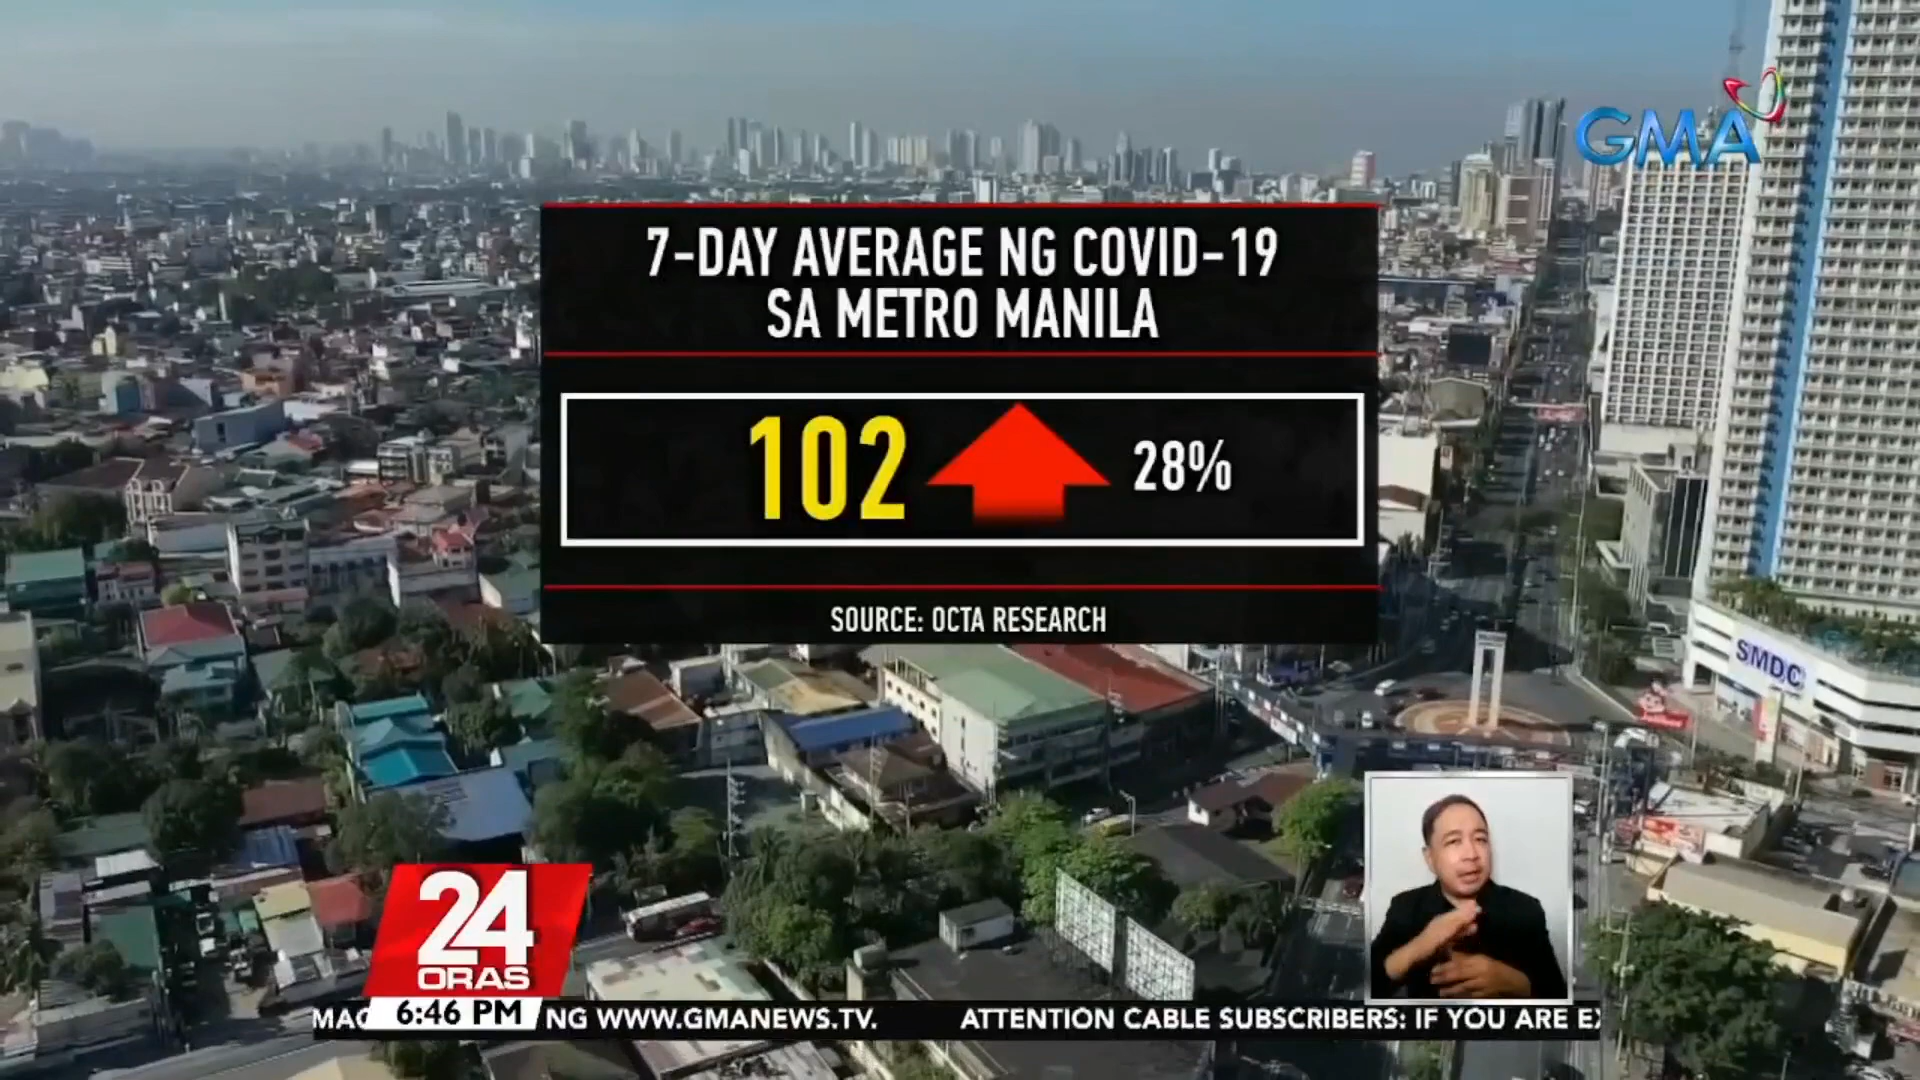 GMA
7-DAY AVERAGE NG COVID-19
SA METRO MANILA
102 28%
SOURCE: OCTA RESEARCH
SMDC
24
ORAS
6:46 PM
NG WWW.GMANEWS.TV. ATTENTION CABLE SUBSCRIBERS: IF YOU ARE